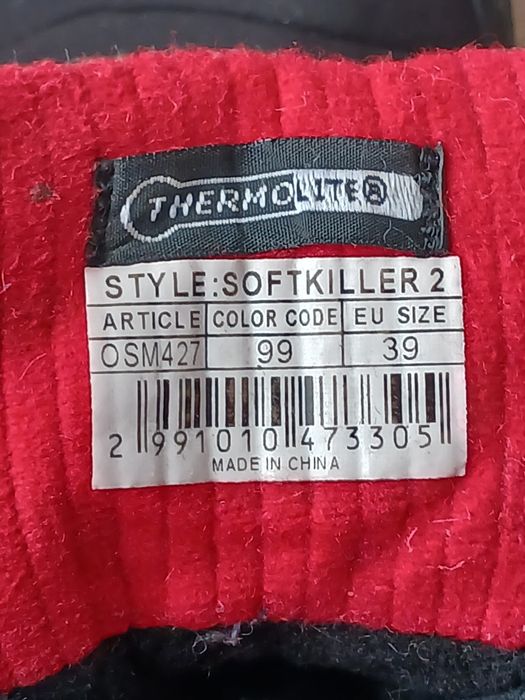 THERMOLITE®
STYLE:SOFTKILLER 2
ARTICLE COLOR CODE EU SIZE
OSM427 99 39
2 991010 473305
MADE IN CHINA